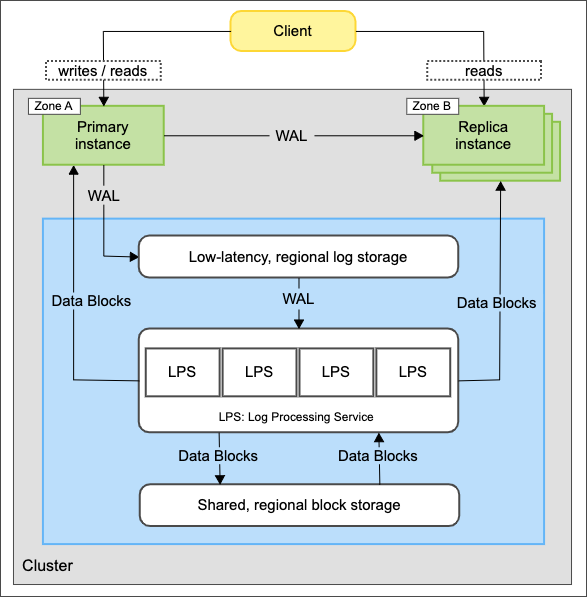 Client
writes / reads
reads
Zone A
Zone B
Primary
instance
WAL
Replica
instance
WAL
Low-latency, regional log storage
WAL
Data Blocks
Data Blocks
LPS
LPS
LPS
LPS
LPS: Log Processing Service
Data Blocks
Data Blocks
Shared, regional block storage
Cluster